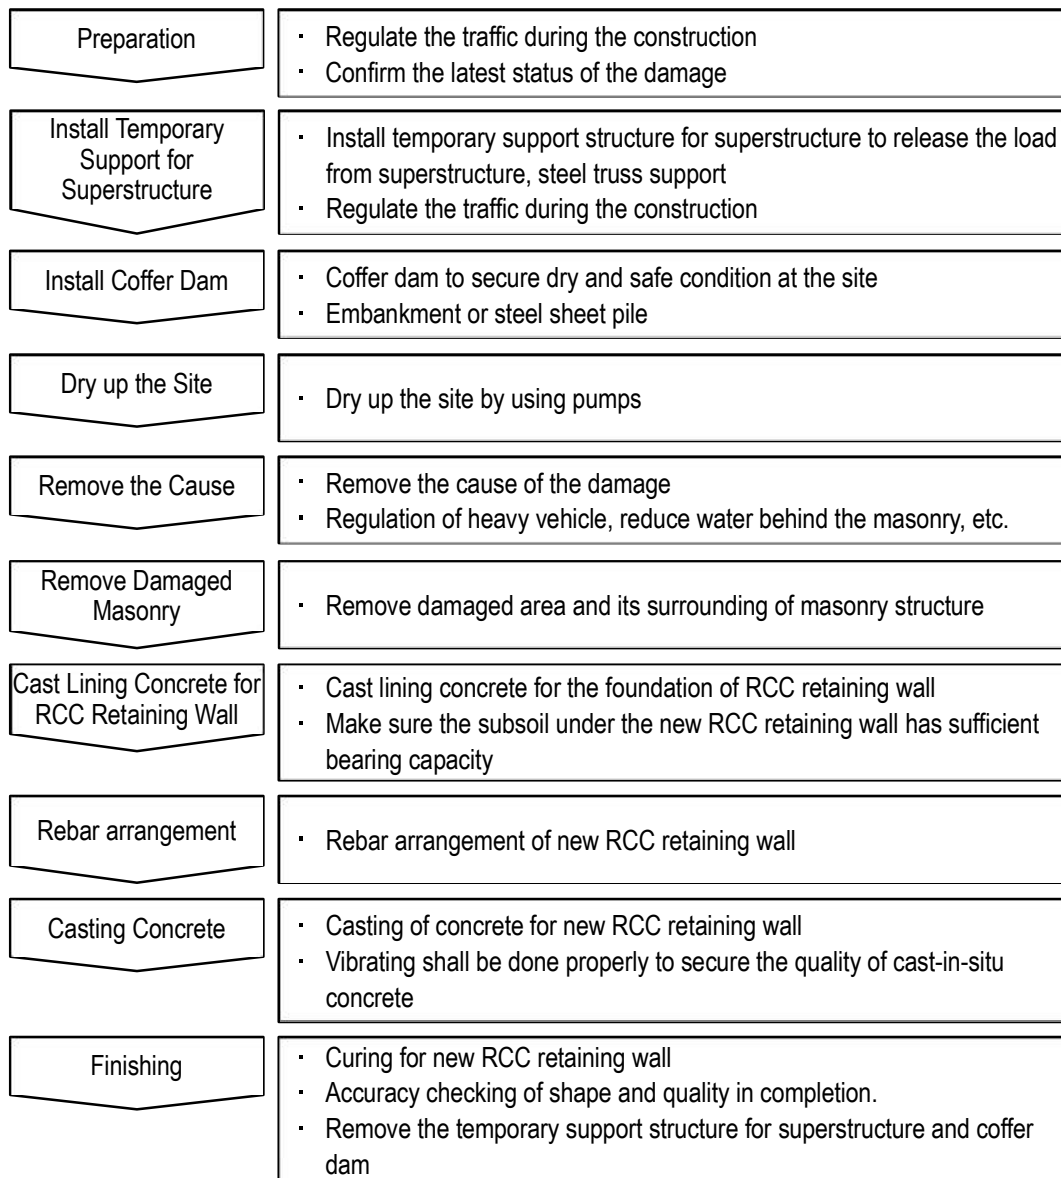 Preparation
· Regulate the traffic during the construction
· Confirm the latest status of the damage
Install Temporary
Support for
Superstructure
· Install temporary support structure for superstructure to release the load
from superstructure, steel truss support
· Regulate the traffic during the construction
Install Coffer Dam
· Coffer dam to secure dry and safe condition at the site
· Embankment or steel sheet pile
Dry up the Site
· Dry up the site by using pumps
Remove the Cause
· Remove the cause of the damage
· Regulation of heavy vehicle, reduce water behind the masonry, etc.
Remove Damaged
Masonry
· Remove damaged area and its surrounding of masonry structure
Cast Lining Concrete for
RCC Retaining Wall
· Cast lining concrete for the foundation of RCC retaining wall
· Make sure the subsoil under the new RCC retaining wall has sufficient
bearing capacity
Rebar arrangement
· Rebar arrangement of new RCC retaining wall
Casting Concrete
· Casting of concrete for new RCC retaining wall
· Vibrating shall be done properly to secure the quality of cast-in-situ
concrete
Finishing
· Curing for new RCC retaining wall
· Accuracy checking of shape and quality in completion.
· Remove the temporary support structure for superstructure and coffer
dam